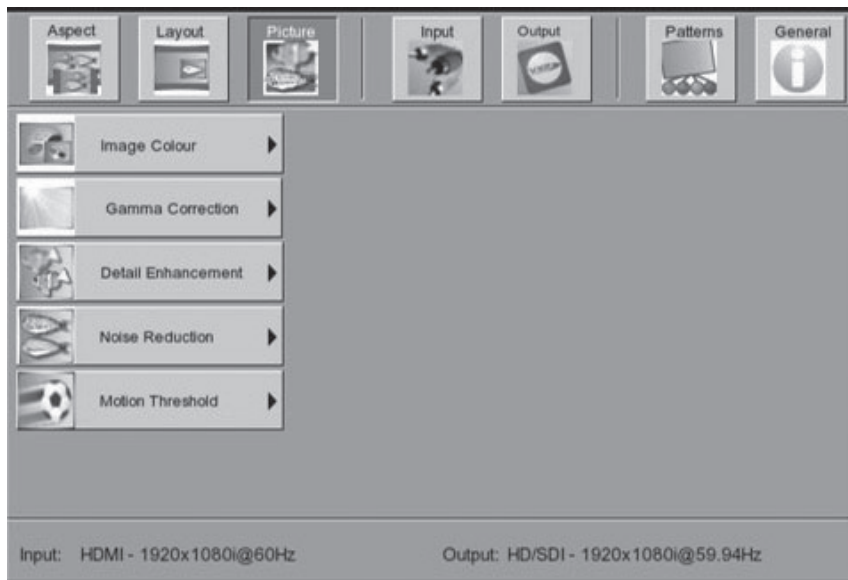 Aspect Layout Picture Input Output Patterns General
Image Colour
Gamma Correction
Detail Enhancement
Noise Reduction
Motion Threshold
Input: HDMI - 1920x1080i@60Hz Output: HD/SDI - 1920x1080i@59.94Hz